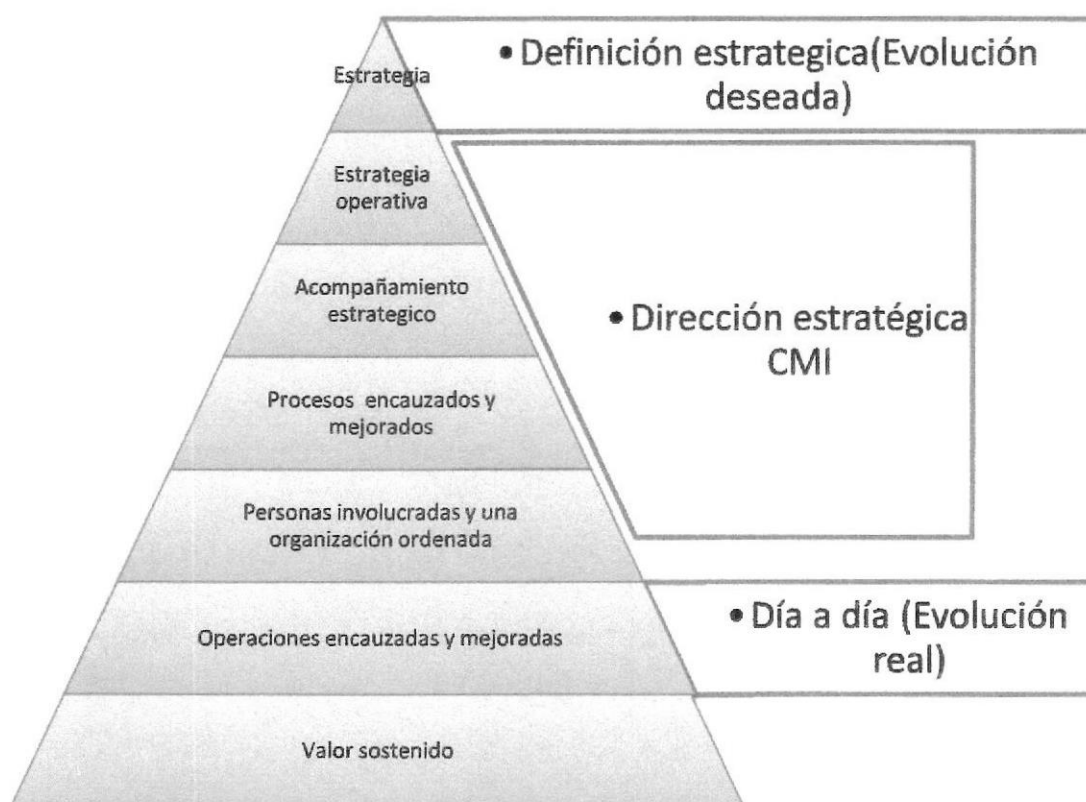 Estrategia
• Definición estrategica(Evolución
deseada)
Estrategia
operativa
Acompañamiento
estrategico
• Dirección estratégica
CMI
Procesos encauzados y
mejorados
Personas involucradas y una
organización ordenada
Operaciones encauzadas y mejoradas
• Día a día (Evolución
real)
Valor sostenido